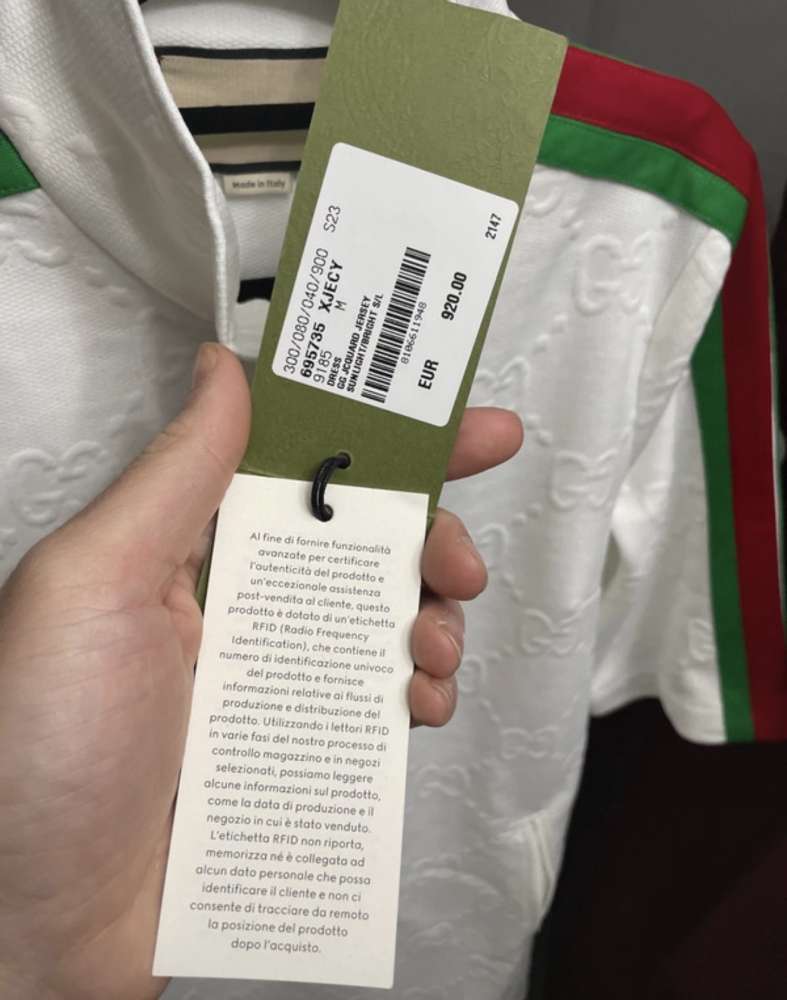 Made in Italy
300/080/040/900 S23
695735 XJECY
9185 M
DRESS
GG JCQUARD JERSEY
SUNLIGHT/BRIGHT S/L
8106611948
EUR 920.00
2147
Al fine di fornire funzionalità
avanzate per certificare
l'autenticità del prodotto e
un'eccezionale assistenza
post-vendita al cliente, questo
prodotto è dotato di un'etichetta
RFID (Radio Frequency
Identification), che contiene il
numero di identificazione univoco
del prodotto e fornisce
informazioni relative ai flussi di
produzione e distribuzione del
prodotto. Utilizzando i lettori RFID
in varie fasi del nostro processo di
controllo magazzino e in negozi
selezionati, possiamo leggere
alcune informazioni sul prodotto,
come la data di produzione e il
negozio in cui è stato venduto.
L'etichetta RFID non riporta,
memorizza né è collegata ad
alcun dato personale che possa
identificare il cliente e non ci
consente di tracciare da remoto
la posizione del prodotto
dopo l'acquisto.